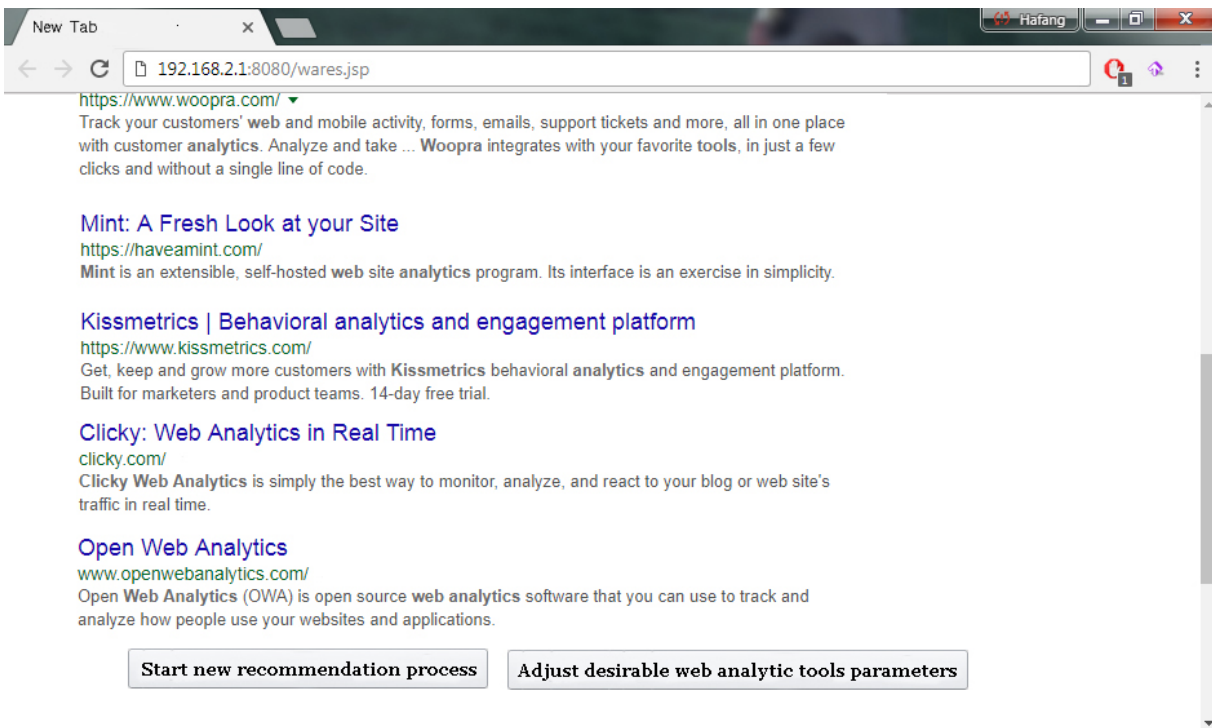 New Tab
Hafang
192.168.2.1:8080/wares.jsp
1
https://www.woopra.com/
Track your customers' web and mobile activity, forms, emails, support tickets and more, all in one place
with customer analytics. Analyze and take ... Woopra integrates with your favorite tools, in just a few
clicks and without a single line of code.
Mint: A Fresh Look at your Site
https://haveamint.com/
Mint is an extensible, self-hosted web site analytics program. Its interface is an exercise in simplicity.
Kissmetrics | Behavioral analytics and engagement platform
https://www.kissmetrics.com/
Get, keep and grow more customers with Kissmetrics behavioral analytics and engagement platform.
Built for marketers and product teams. 14-day free trial.
Clicky: Web Analytics in Real Time
clicky.com/
Clicky Web Analytics is simply the best way to monitor, analyze, and react to your blog or web site's
traffic in real time.
Open Web Analytics
www.openwebanalytics.com/
Open Web Analytics (OWA) is open source web analytics software that you can use to track and
analyze how people use your websites and applications.
Start new recommendation process
Adjust desirable web analytic tools parameters